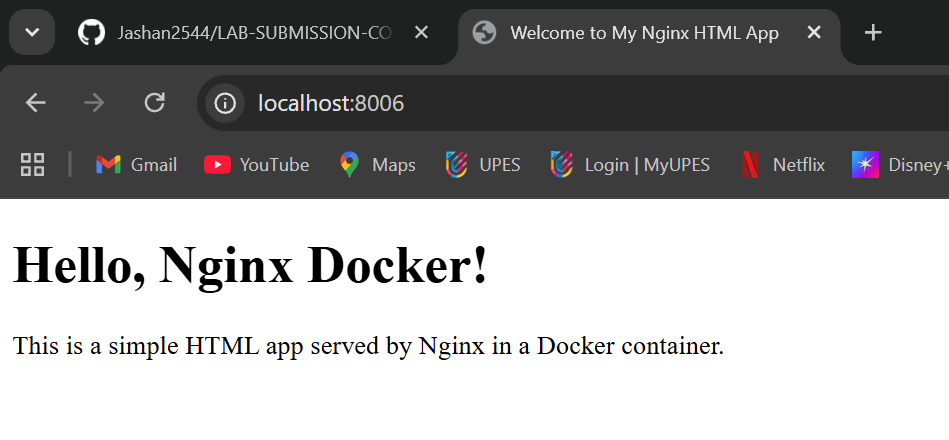 Jashan2544/LAB-SUBMISSION-CO
Welcome to My Nginx HTML App
localhost:8006
Gmail YouTube Maps UPES Login | MyUPES Netflix Disney+
Hello, Nginx Docker!
This is a simple HTML app served by Nginx in a Docker container.